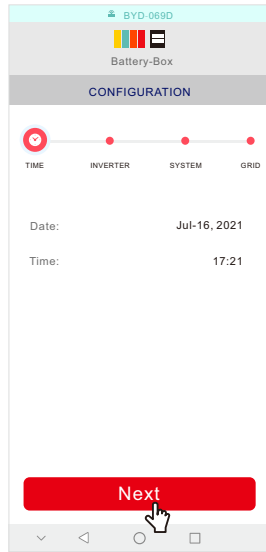 BYD-069D
Battery-Box
CONFIGURATION
TIME INVERTER SYSTEM GRID
Date: Jul-16, 2021
Time: 17:21
Next